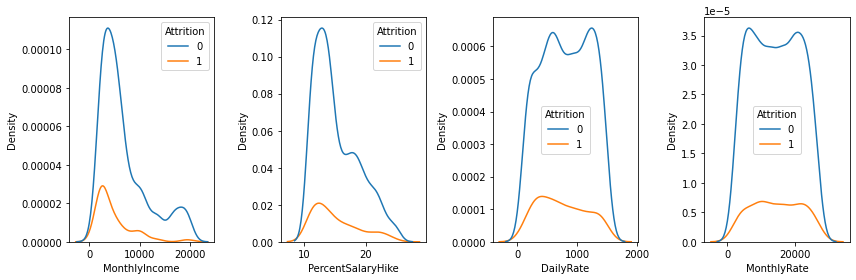 Attrition
0
1
0.00010
0.00008
0.00006
0.00004
0.00002
0.00000
Density
0 10000 20000
MonthlyIncome
Attrition
0
1
0.12
0.10
0.08
0.06
0.04
0.02
0.00
Density
10 20
PercentSalaryHike
Attrition
0
1
0.0006
0.0005
0.0004
0.0003
0.0002
0.0001
0.0000
Density
0 1000 2000
DailyRate
1e−5
Attrition
0
1
3.5
3.0
2.5
2.0
1.5
1.0
0.5
0.0
Density
0 20000
MonthlyRate